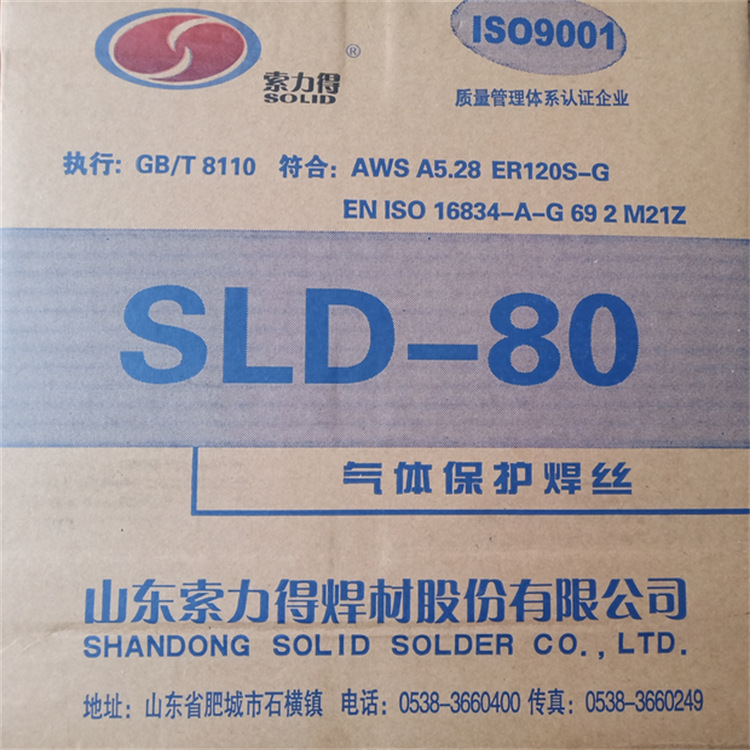 ISO9001
®
索力得
SOLID
质量管理体系认证企业
执行: GB/T 8110 符合: AWS A5.28 ER120S-G
EN ISO 16834-A-G 69 2 M21Z
SLD-80
气体保护焊丝
山东索力得焊材股份有限公司
SHANDONG SOLID SOLDER CO., LTD.
地址: 山东省肥城市石横镇 电话: 0538-3660400 传真: 0538-3660249